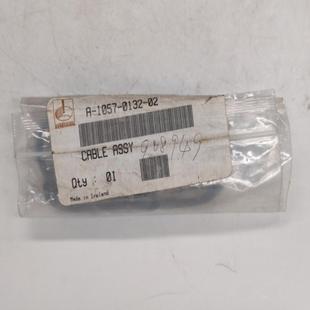 A-1057-0132-02
CABLE ASSY
Qty : 01
Made in Ireland